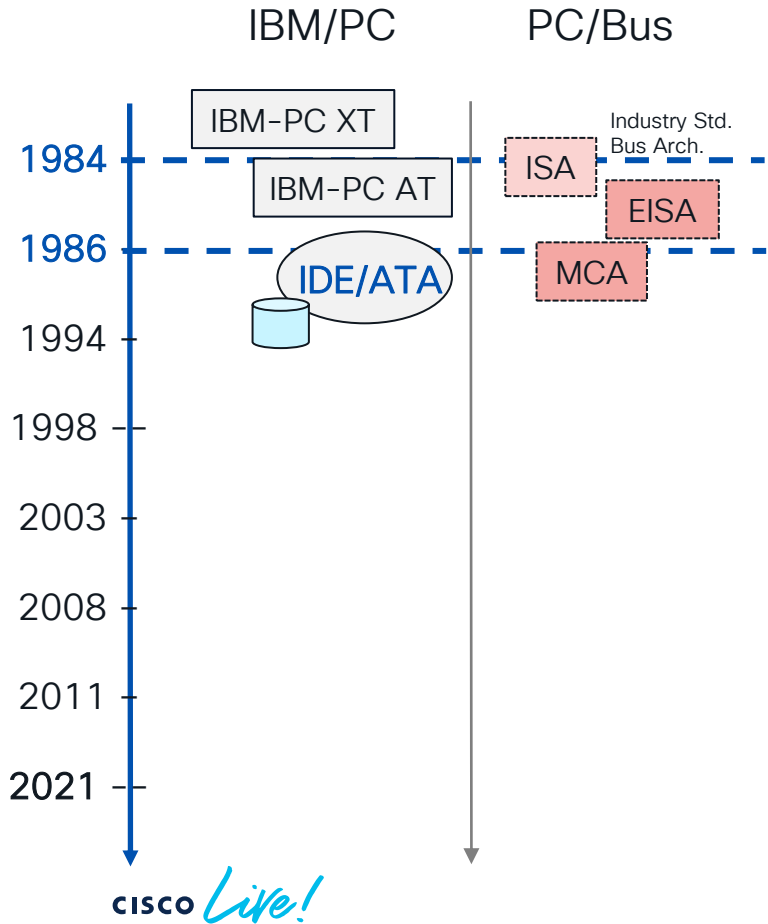 IBM/PC
PC/Bus
IBM-PC XT
Industry Std.
Bus Arch.
1984
ISA
IBM-PC AT
EISA
1986
IDE/ATA
MCA
1994
1998
2003
2008
2011
2021
CISCO Live!